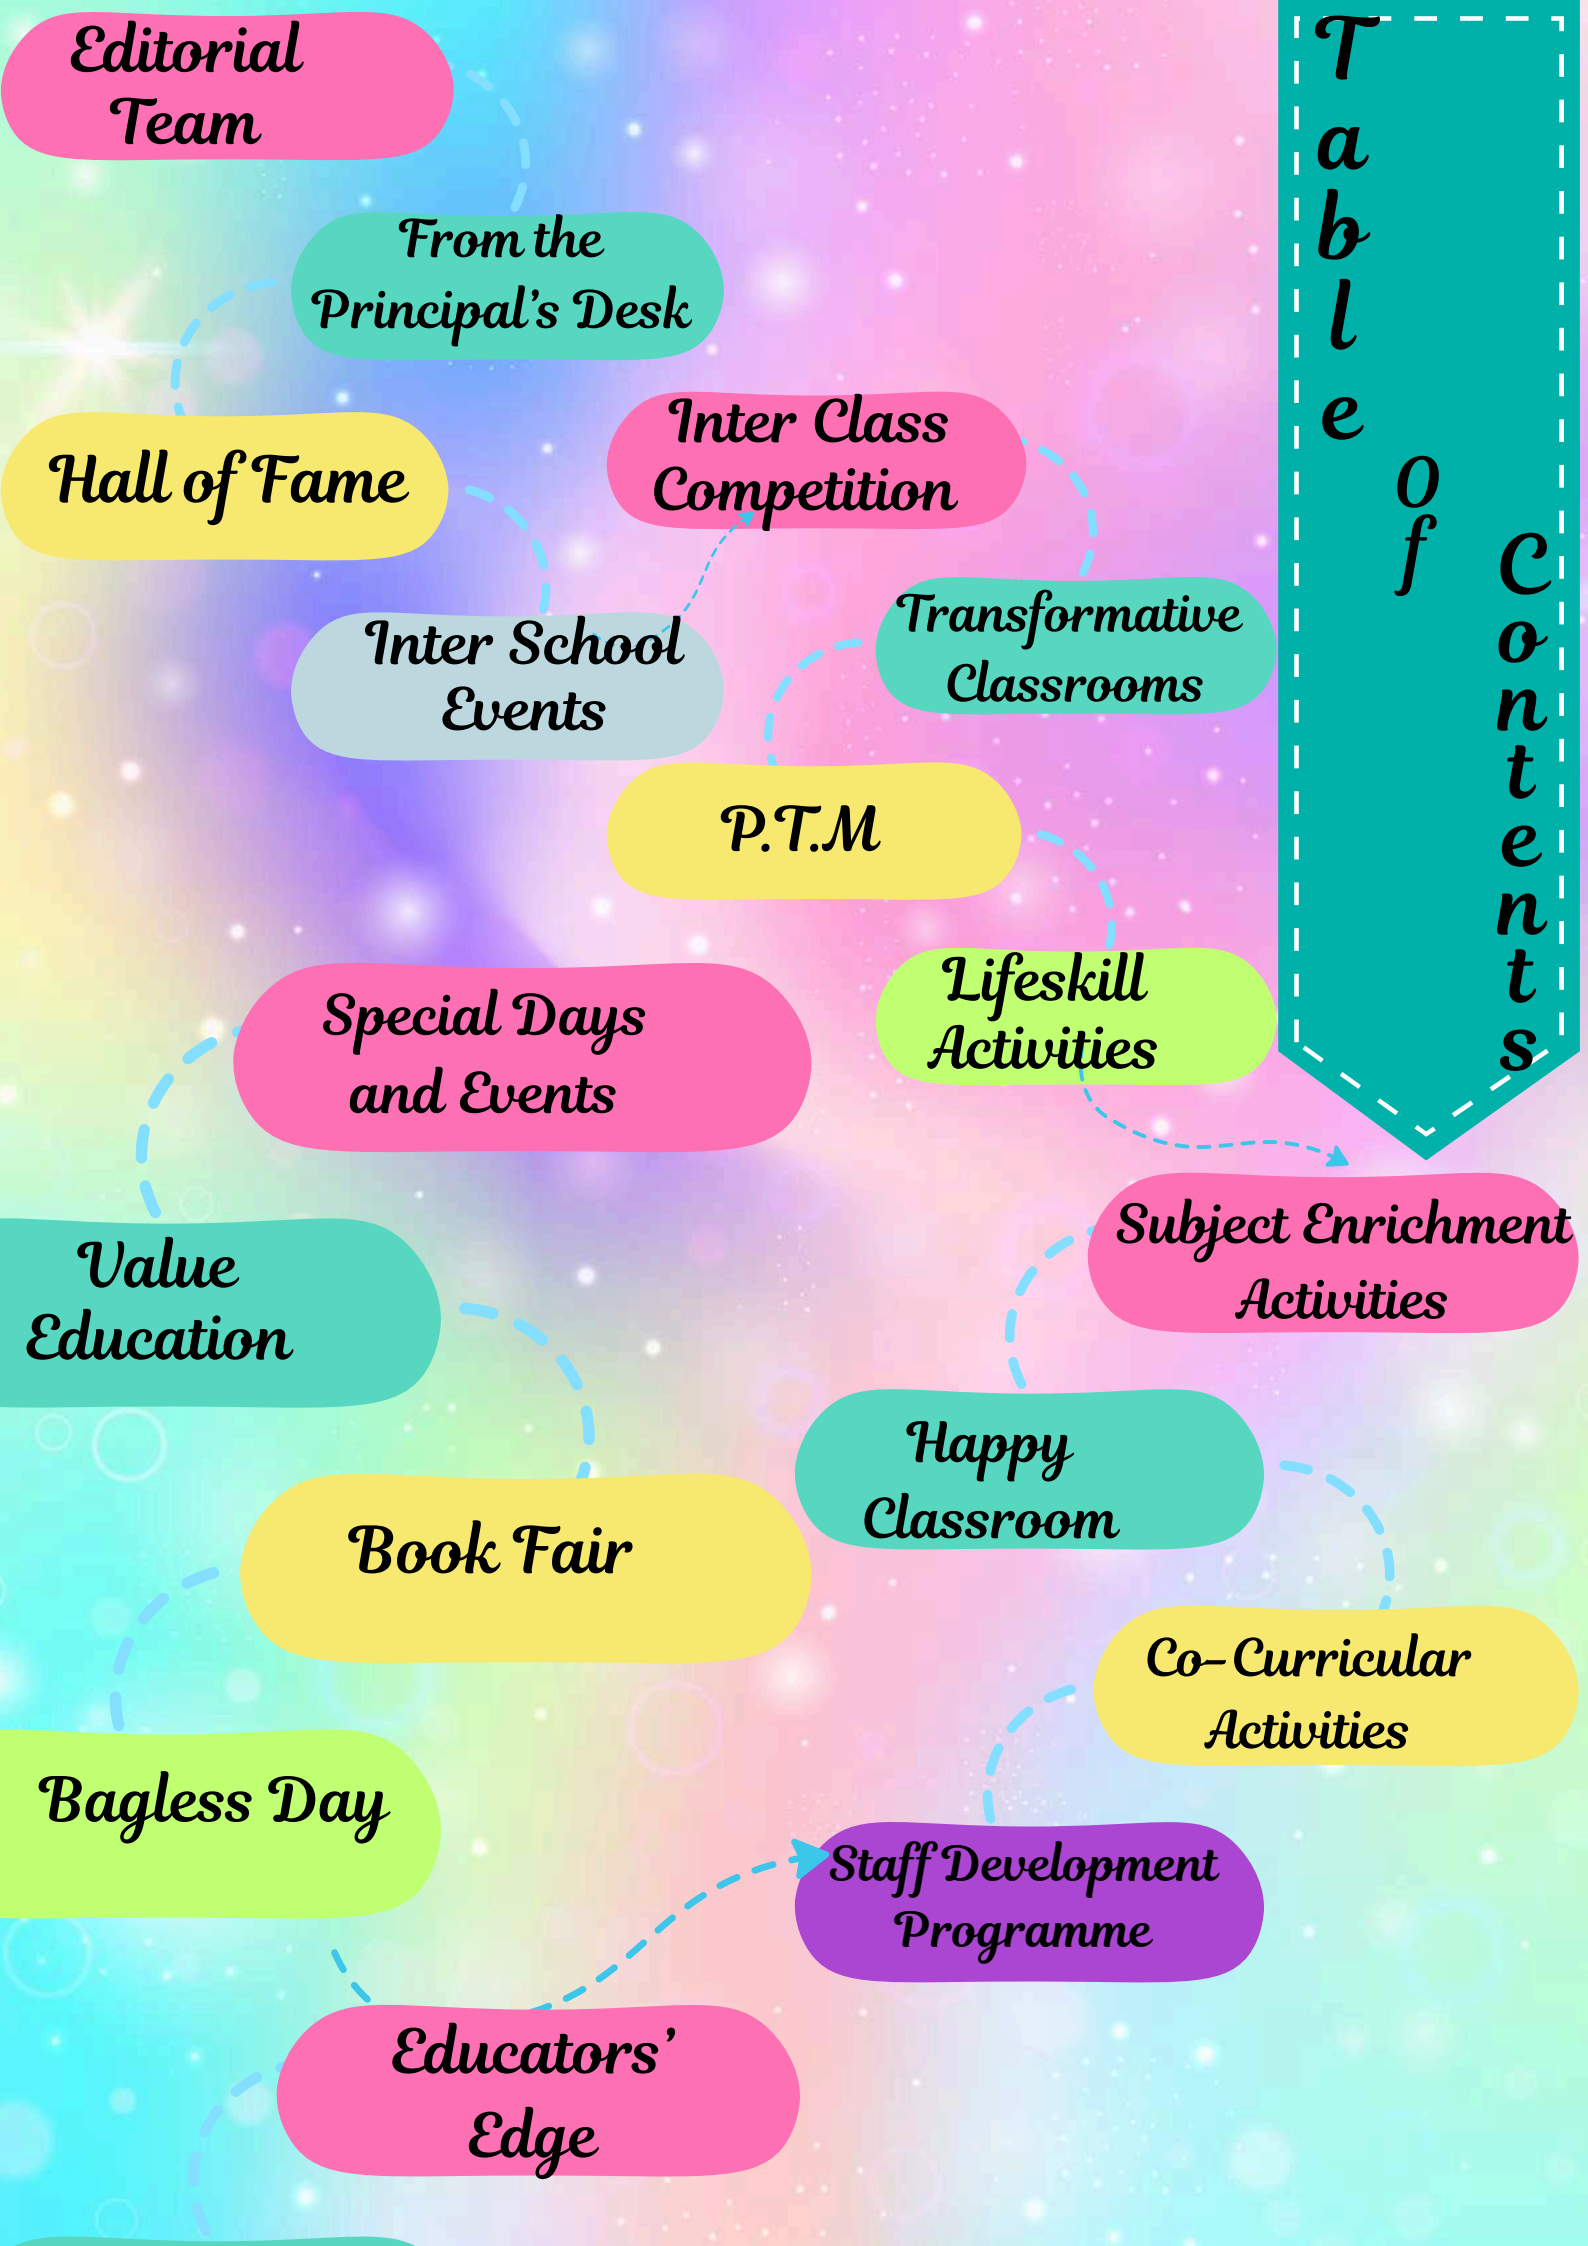 Table
Of
Contents
Editorial
Team
From the
Principal's Desk
Hall of Fame
Inter School
Events
Inter Class
Competition
Transformative
Classrooms
P.T.M
Lifeskill
Activities
Subject Enrichment
Activities
Happy
Classroom
Co-Curricular
Activities
Staff Development
Programme
Special Days
and Events
Value
Education
Book Fair
Bagless Day
Educators'
Edge